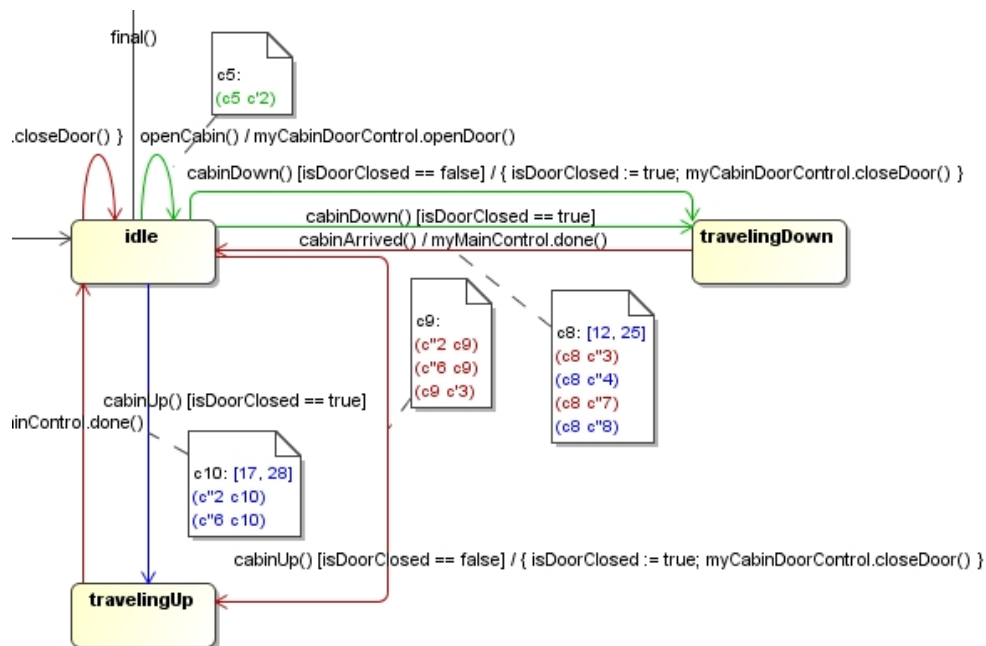 final()
c5:
(c5 c'2)
.closeDoor() }
openCabin() / myCabinDoorControl.openDoor()
cabinDown() [isDoorClosed == false] / { isDoorClosed := true; myCabinDoorControl.closeDoor() }
cabinDown() [isDoorClosed == true]
idle
cabinArrived() / myMainControl.done()
travelingDown
c9:
(c"2 c9)
(c"6 c9)
(c9 c'3)
c8: [12, 25]
(c8 c"3)
(c8 c"4)
(c8 c"7)
(c8 c"8)
cabinUp() [isDoorClosed == true]
ainControl.done()
c10: [17, 28]
(c"2 c10)
(c"6 c10)
cabinUp() [isDoorClosed == false] / { isDoorClosed := true; myCabinDoorControl.closeDoor() }
travelingUp